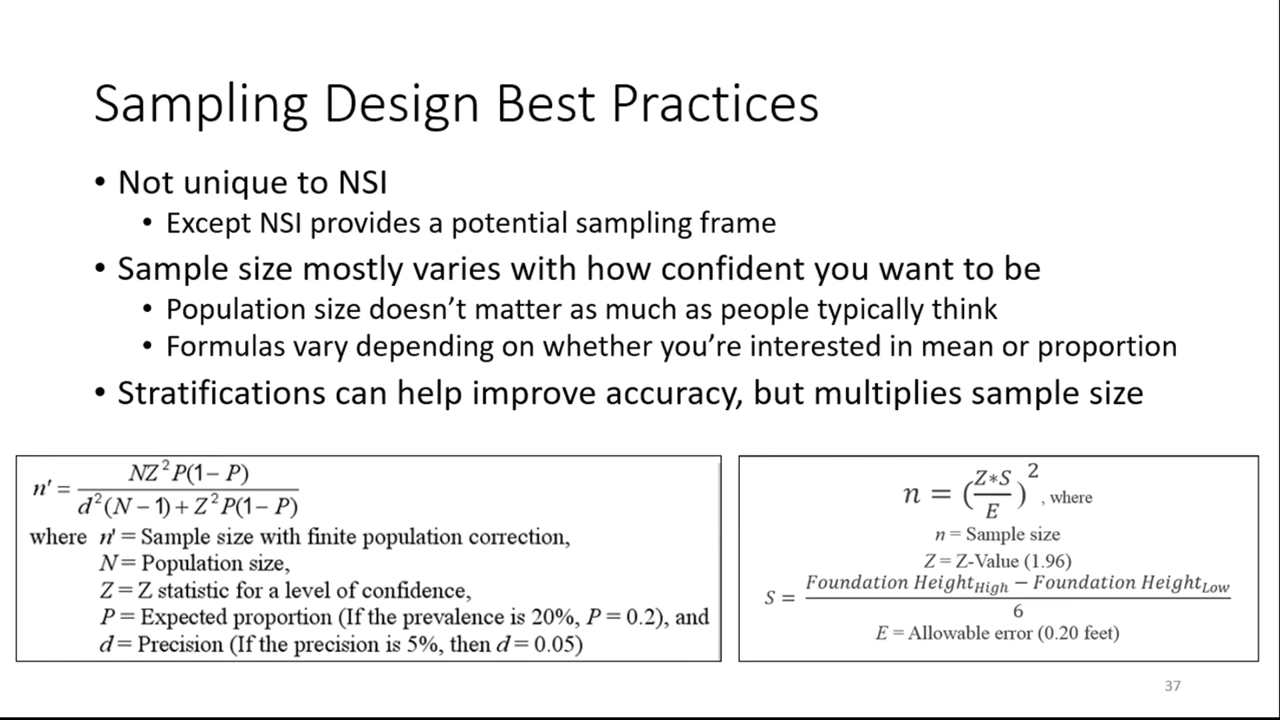 Sampling Design Best Practices
• Not unique to NSI
• Except NSI provides a potential sampling frame
• Sample size mostly varies with how confident you want to be
• Population size doesn't matter as much as people typically think
• Formulas vary depending on whether you're interested in mean or proportion
• Stratifications can help improve accuracy, but multiplies sample size
n' = NZ²P(1−P) / d²(N−1)+Z²P(1−P)
where n' = Sample size with finite population correction,
N = Population size,
Z = Z statistic for a level of confidence,
P = Expected proportion (If the prevalence is 20%, P = 0.2), and
d = Precision (If the precision is 5%, then d = 0.05)
n = (Z*S / E)², where
n = Sample size
Z = Z-Value (1.96)
S = Foundation Height_High − Foundation Height_Low / 6
E = Allowable error (0.20 feet)
37